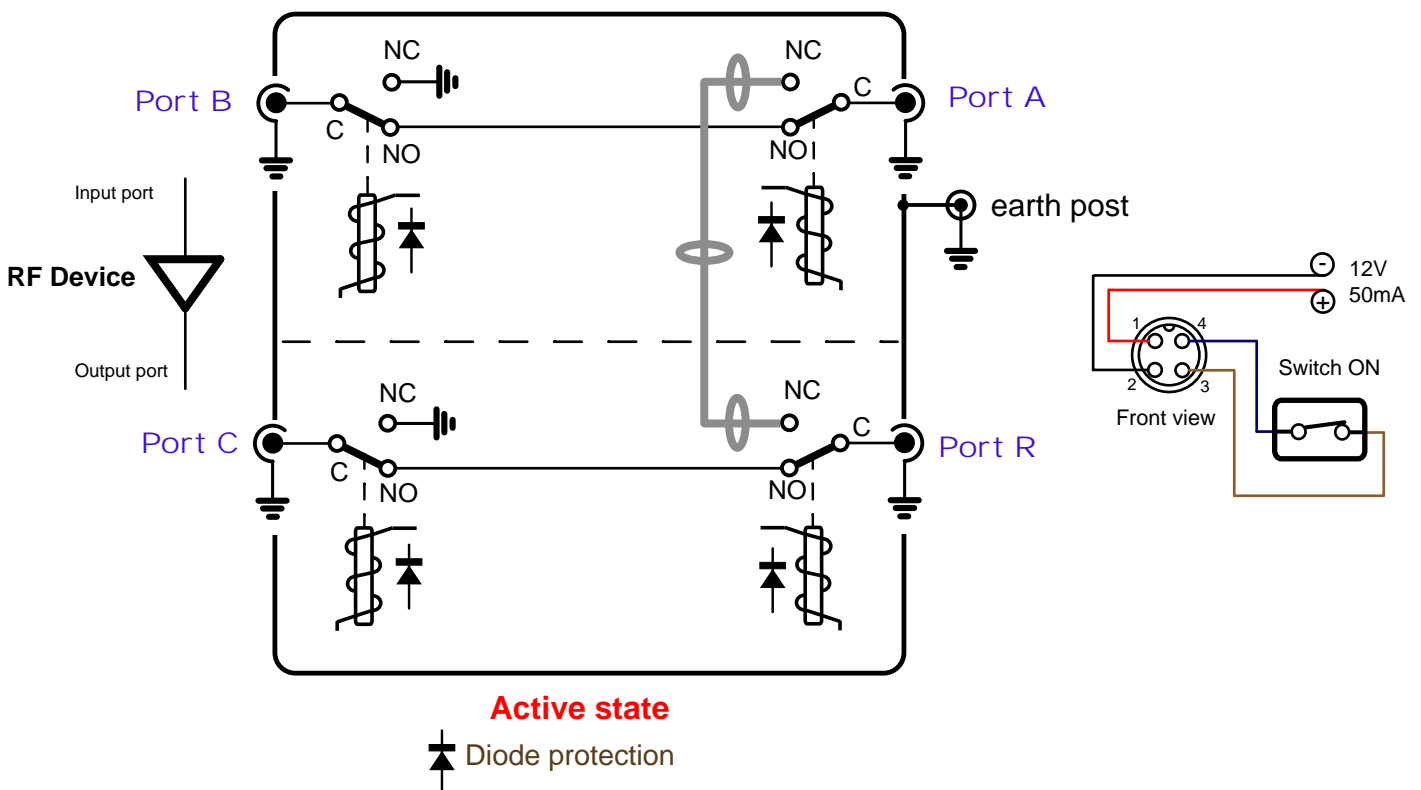 NC
NC
Port B
C
Port A
C
NO
NO
Input port
earth post
RF Device
-
12V
+
50mA
1
4
Output port
2
3
Switch ON
Front view
NC
NC
Port C
C
Port R
C
NO
NO
Active state
Diode protection